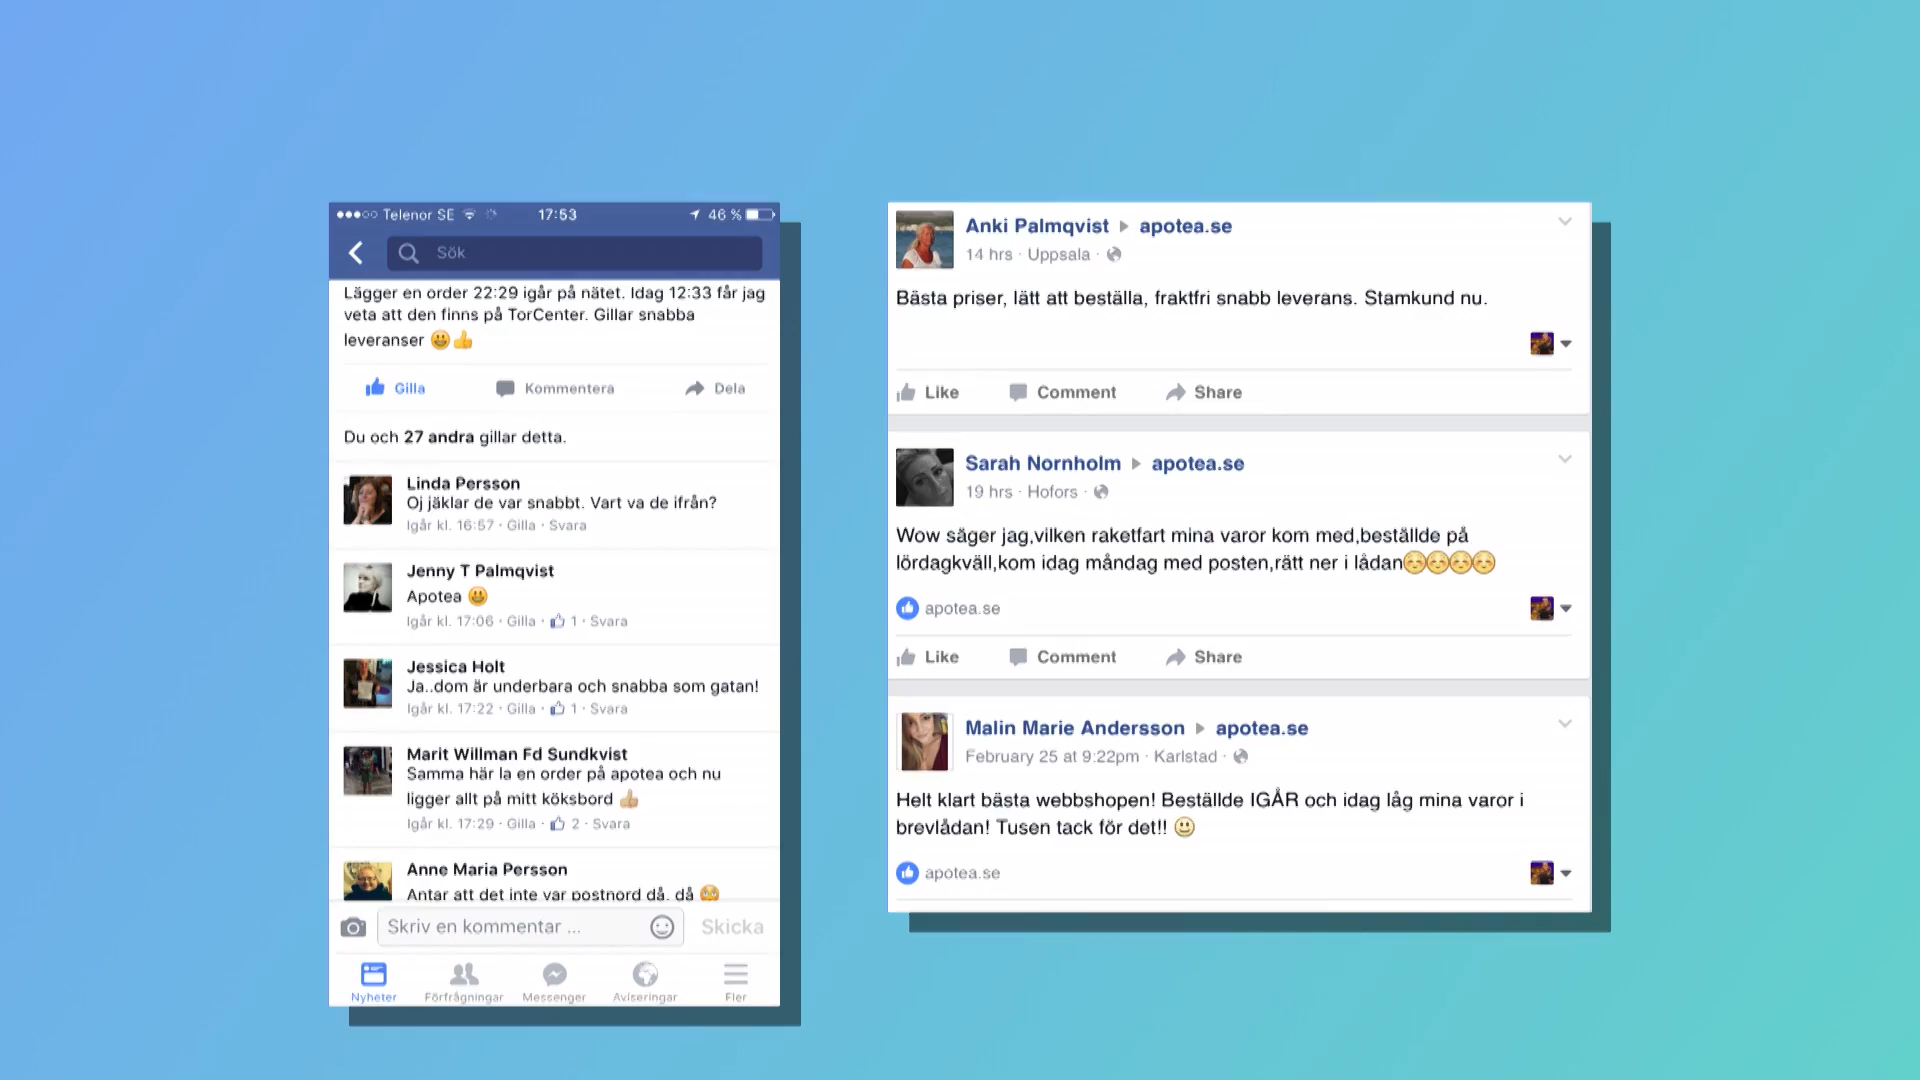 Telenor SE
17:53
46 %
Sök
Lägger en order 22:29 igår på nätet. Idag 12:33 får jag
veta att den finns på TorCenter. Gillar snabba
leveranser
Gilla
Kommentera
Dela
Du och 27 andra gillar detta.
Linda Persson
Oj jäklar de var snabbt. Vart va de ifrån?
Igår kl. 16:57 · Gilla · Svara
Jenny T Palmqvist
Apotea
Igår kl. 17:06 · Gilla · 1 · Svara
Jessica Holt
Ja..dom är underbara och snabba som gatan!
Igår kl. 17:22 · Gilla · 1 · Svara
Marit Willman Fd Sundkvist
Samma här la en order på apotea och nu
ligger allt på mitt köksbord
Igår kl. 17:29 · Gilla · 2 · Svara
Anne Maria Persson
Antar att det inte var postnord då. då
Skriv en kommentar ...
Skicka
Nyheter
Förfrågningar
Messenger
Aviseringar
Fler
Anki Palmqvist apotea.se
14 hrs · Uppsala ·
Bästa priser, lätt att beställa, fraktfri snabb leverans. Stamkund nu.
Like
Comment
Share
Sarah Nornholm apotea.se
19 hrs · Hofors ·
Wow säger jag,vilken raketfart mina varor kom med,beställde på
lördagkväll,kom idag måndag med posten,rätt ner i lådan
apotea.se
Like
Comment
Share
Malin Marie Andersson apotea.se
February 25 at 9:22pm · Karlstad ·
Helt klart bästa webbshopen! Beställde IGÅR och idag låg mina varor i
brevlådan! Tusen tack för det!!
apotea.se